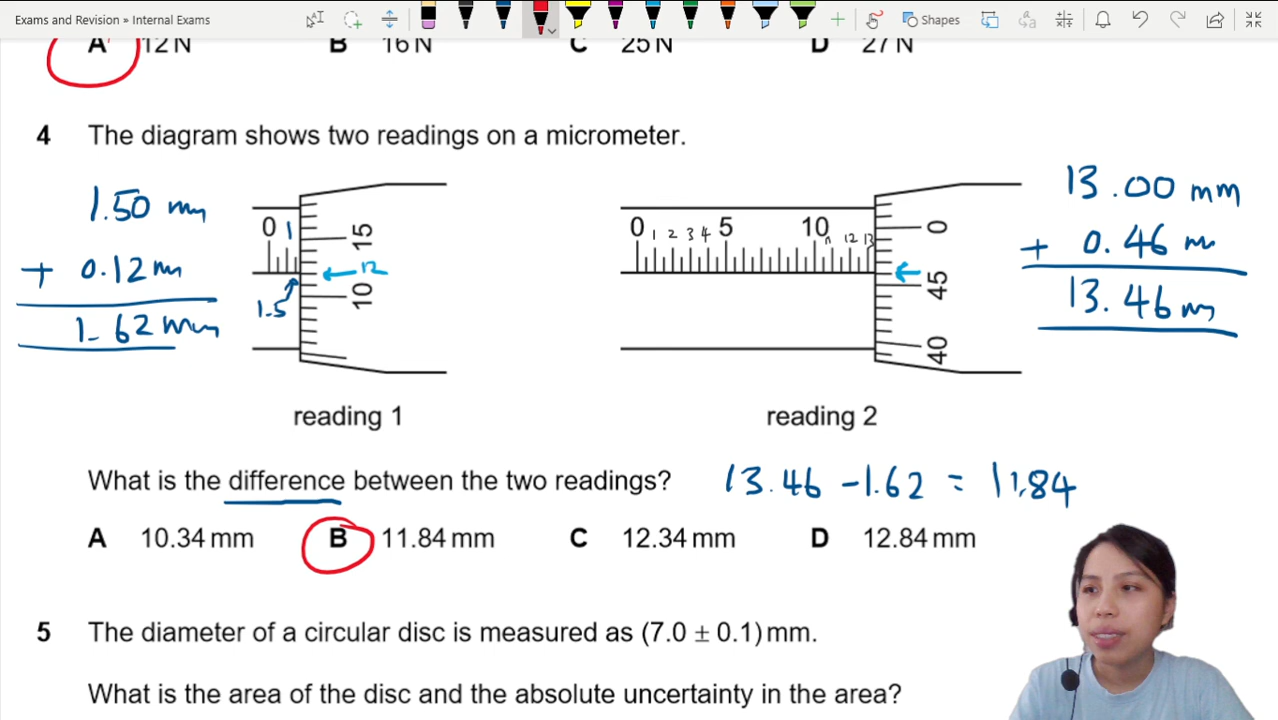 Exams and Revision » Internal Exams
Shapes
A 12 N B 16 N C 25 N D 27 N
4 The diagram shows two readings on a micrometer.
1.50 mm
+ 0.12 m
1.62 mm
0 1
15
← 12
10
1.5
reading 1
0 1 2 3 4 5 10 11 12 13
0
45
40
reading 2
13.00 mm
+ 0.46 m
13.46 m
What is the difference between the two readings?
13.46 - 1.62 = 11.84
A 10.34 mm B 11.84 mm C 12.34 mm D 12.84 mm
5 The diameter of a circular disc is measured as (7.0 ± 0.1) mm.
What is the area of the disc and the absolute uncertainty in the area?